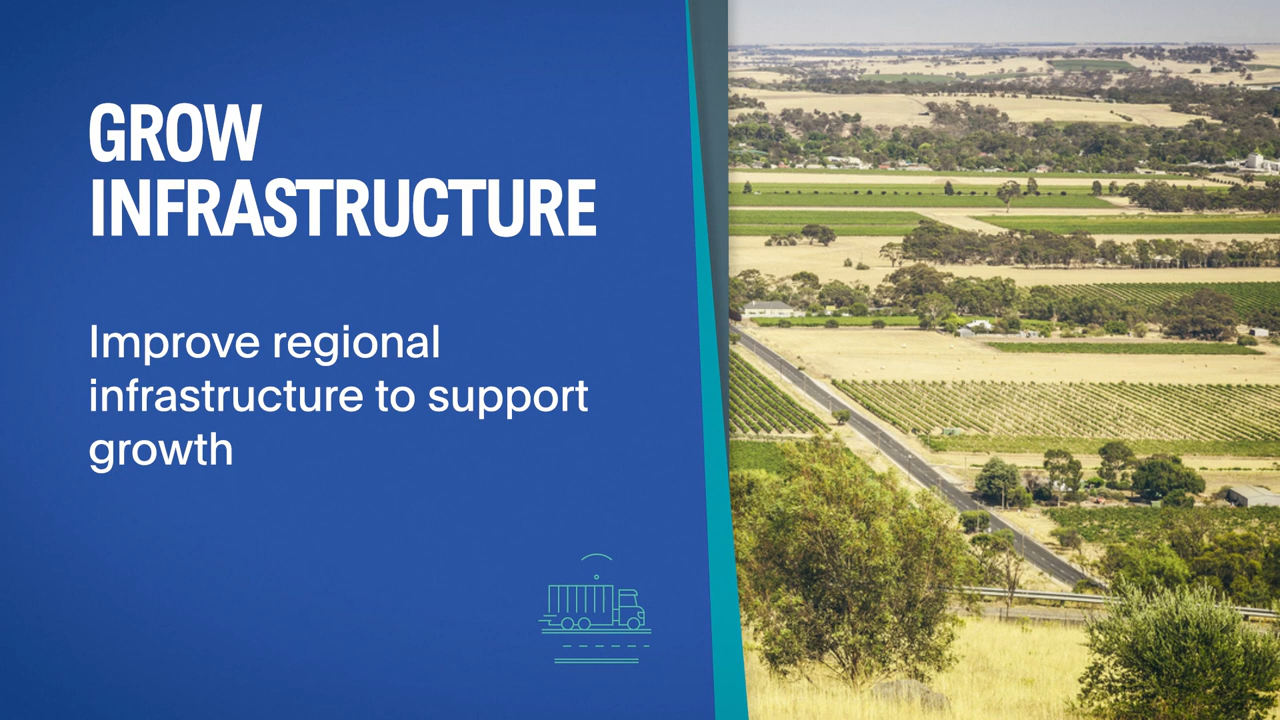 GROW
INFRASTRUCTURE
Improve regional
infrastructure to support
growth